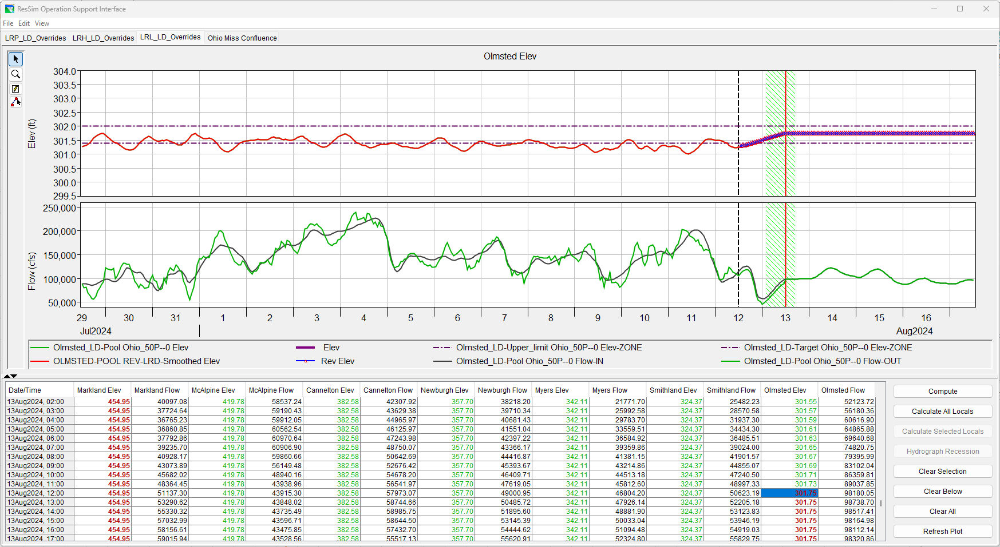 ResSim Operation Support Interface
File Edit View
LRP_LD_Overrides LRH_LD_Overrides LRL_LD_Overrides Ohio Miss Confluence
Olmsted Elev
Elev (ft)
304.0
303.5
303.0
302.5
302.0
301.5
301.0
300.5
300.0
299.5
Flow (cfs)
250,000
200,000
150,000
100,000
50,000
29 30 31 1 2 3 4 5 6 7 8 9 10 11 12 13 14 15 16
Jul2024 Aug2024
Olmsted_LD-Pool Ohio_50P--0 Elev Elev Olmsted_LD-Upper_limit Ohio_50P--0 Elev-ZONE Olmsted_LD-Target Ohio_50P--0 Elev-ZONE
OLMSTED-POOL REV-LRD-Smoothed Elev Rev Elev Olmsted_LD-Pool Ohio_50P--0 Flow-IN Olmsted_LD-Pool Ohio_50P--0 Flow-OUT
Date/Time Markland Elev Markland Flow McAlpine Elev McAlpine Flow Cannelton Elev Cannelton Flow Newburgh Elev Newburgh Flow Myers Elev Myers Flow Smithland Elev Smithland Flow Olmsted Elev Olmsted Flow
13Aug2024, 02:00 454.95 40097.08 419.78 58537.24 382.58 42307.92 357.70 38218.20 342.11 21771.70 324.37 25482.23 301.55 52123.72
13Aug2024, 03:00 454.95 37724.64 419.78 59190.43 382.58 43629.38 357.70 39710.34 342.11 25992.58 324.37 28570.58 301.57 56180.36
13Aug2024, 04:00 454.95 36765.23 419.78 59912.05 382.58 44965.97 357.70 40681.43 342.11 29783.70 324.37 31937.30 301.59 60616.90
13Aug2024, 05:00 454.95 36860.85 419.78 60562.54 382.58 46125.97 357.70 41551.04 342.11 33559.51 324.37 34434.30 301.61 64865.88
13Aug2024, 06:00 454.95 37792.86 419.78 60970.64 382.58 47243.98 357.70 42397.22 342.11 36584.92 324.37 36485.51 301.63 69640.68
13Aug2024, 07:00 454.95 39235.70 419.78 60906.90 382.58 48750.07 357.70 43366.17 342.11 39359.86 324.37 39024.00 301.65 74820.75
13Aug2024, 08:00 454.95 40928.17 419.78 59860.66 382.58 50642.69 357.70 44416.87 342.11 41381.15 324.37 41901.57 301.67 79395.99
13Aug2024, 09:00 454.95 43073.89 419.78 56149.48 382.58 52676.42 357.70 45393.67 342.11 43214.86 324.37 44855.07 301.69 83102.04
13Aug2024, 10:00 454.95 45682.02 419.78 48940.16 382.58 54678.20 357.70 46409.71 342.11 44513.18 324.37 47240.50 301.71 86359.81
13Aug2024, 11:00 454.95 48364.45 419.78 43938.96 382.58 56541.97 357.70 47619.05 342.11 45812.60 324.37 48997.33 301.73 89037.85
13Aug2024, 12:00 454.95 51137.30 419.78 43915.30 382.58 57973.07 357.70 49000.95 342.11 46804.20 324.37 50623.19 301.75 98180.05
13Aug2024, 13:00 454.95 53290.62 419.78 43848.02 382.58 58744.66 357.70 50485.72 342.11 47926.14 324.37 52205.18 301.75 98738.70
13Aug2024, 14:00 454.95 55330.32 419.78 43735.49 382.58 58985.75 357.70 51895.60 342.11 48881.90 324.37 53123.83 301.75 98517.41
13Aug2024, 15:00 454.95 57032.99 419.78 43596.71 382.58 58644.50 357.70 53145.39 342.11 50033.04 324.37 53946.19 301.75 98164.98
13Aug2024, 16:00 454.95 58156.61 419.78 43475.85 382.58 57432.70 357.70 54444.62 342.11 51094.48 324.37 54919.03 301.75 98112.14
13Aug2024, 17:00 454.95 59015.94 419.78 43528.56 382.58 55517.13 357.70 55620.91 342.11 52324.80 324.37 55829.75 301.75 98320.86
Compute
Calculate All Locals
Calculate Selected Locals
Hydrograph Recession
Clear Selection
Clear Below
Clear All
Refresh Plot